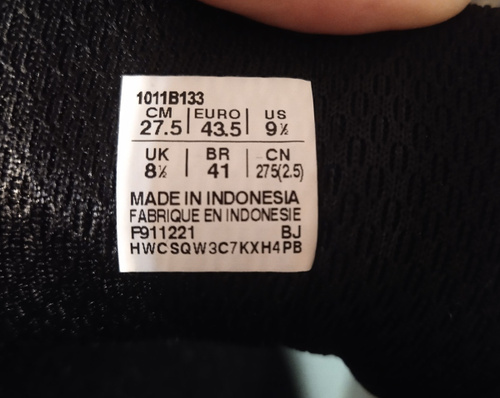 1011B133
CM | EURO | US
27.5 | 43.5 | 9½
UK | BR | CN
8½ | 41 | 275(2.5)
MADE IN INDONESIA
FABRIQUE EN INDONESIE
P911221 BJ
HWCSQW3C7KXH4PB